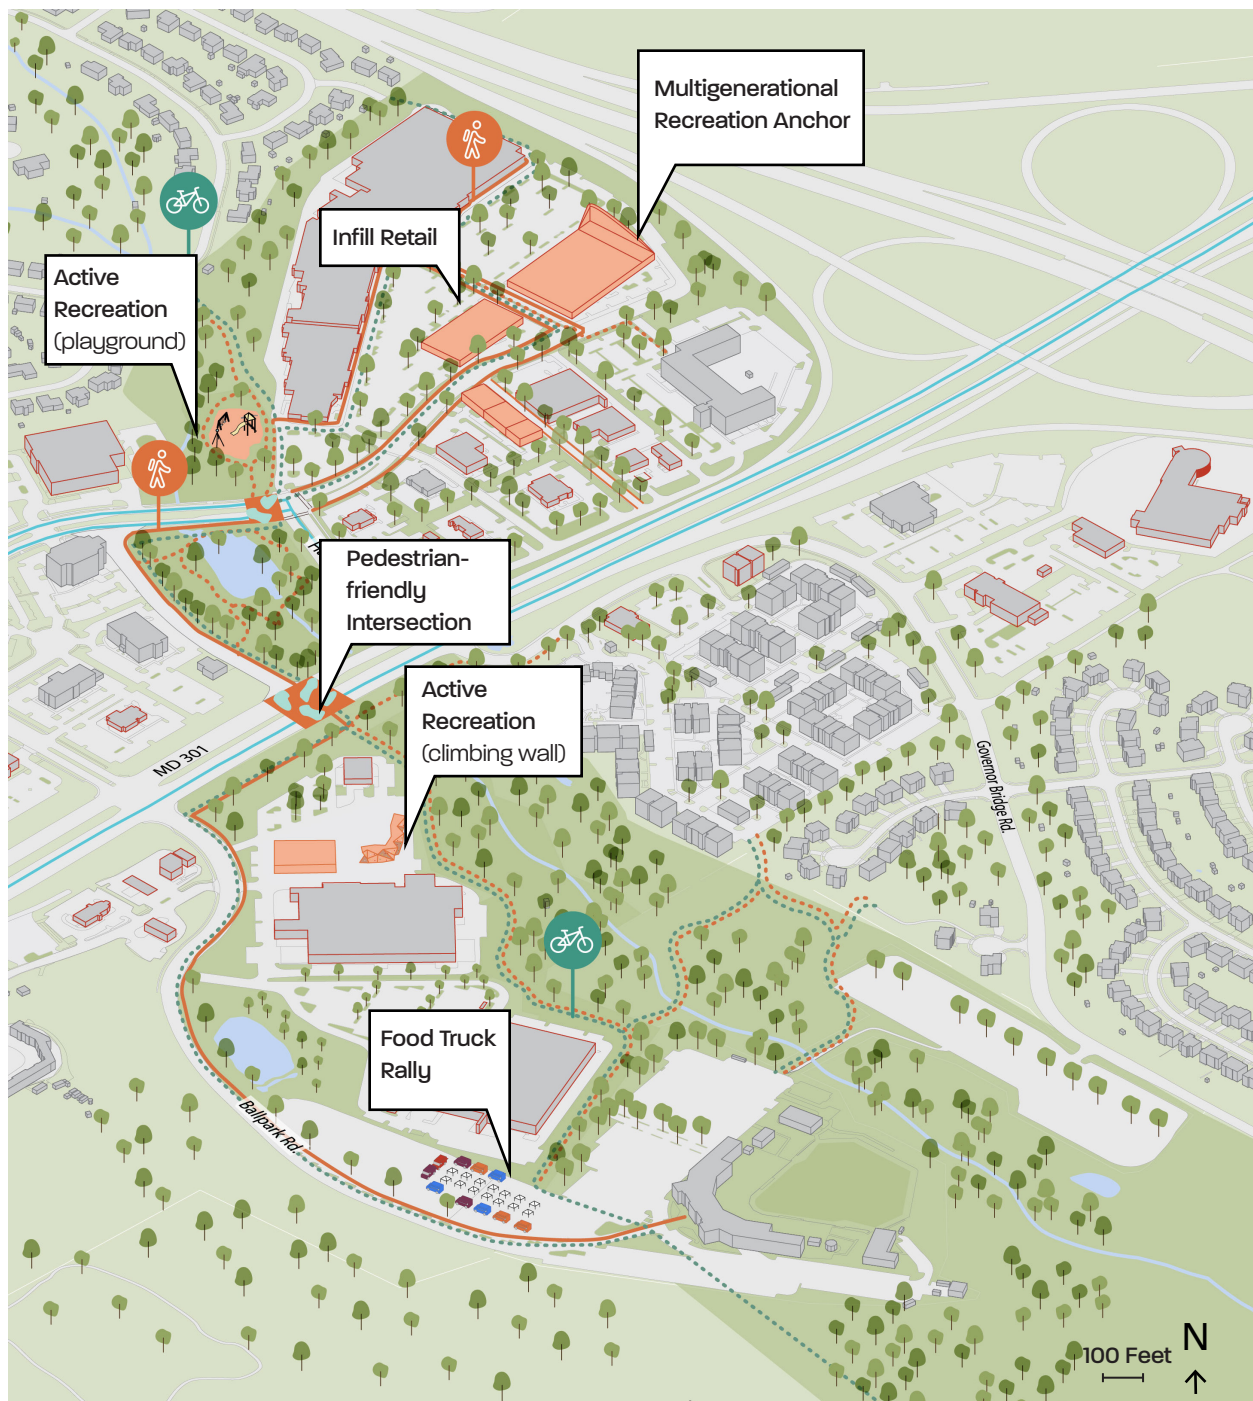 Multigenerational
Recreation Anchor
Infill Retail
Active
Recreation
(playground)
Pedestrian-
friendly
Intersection
Active
Recreation
(climbing wall)
MD 301
Governor Bridge Rd.
Food Truck
Rally
Ballpark Rd.
100 Feet
N